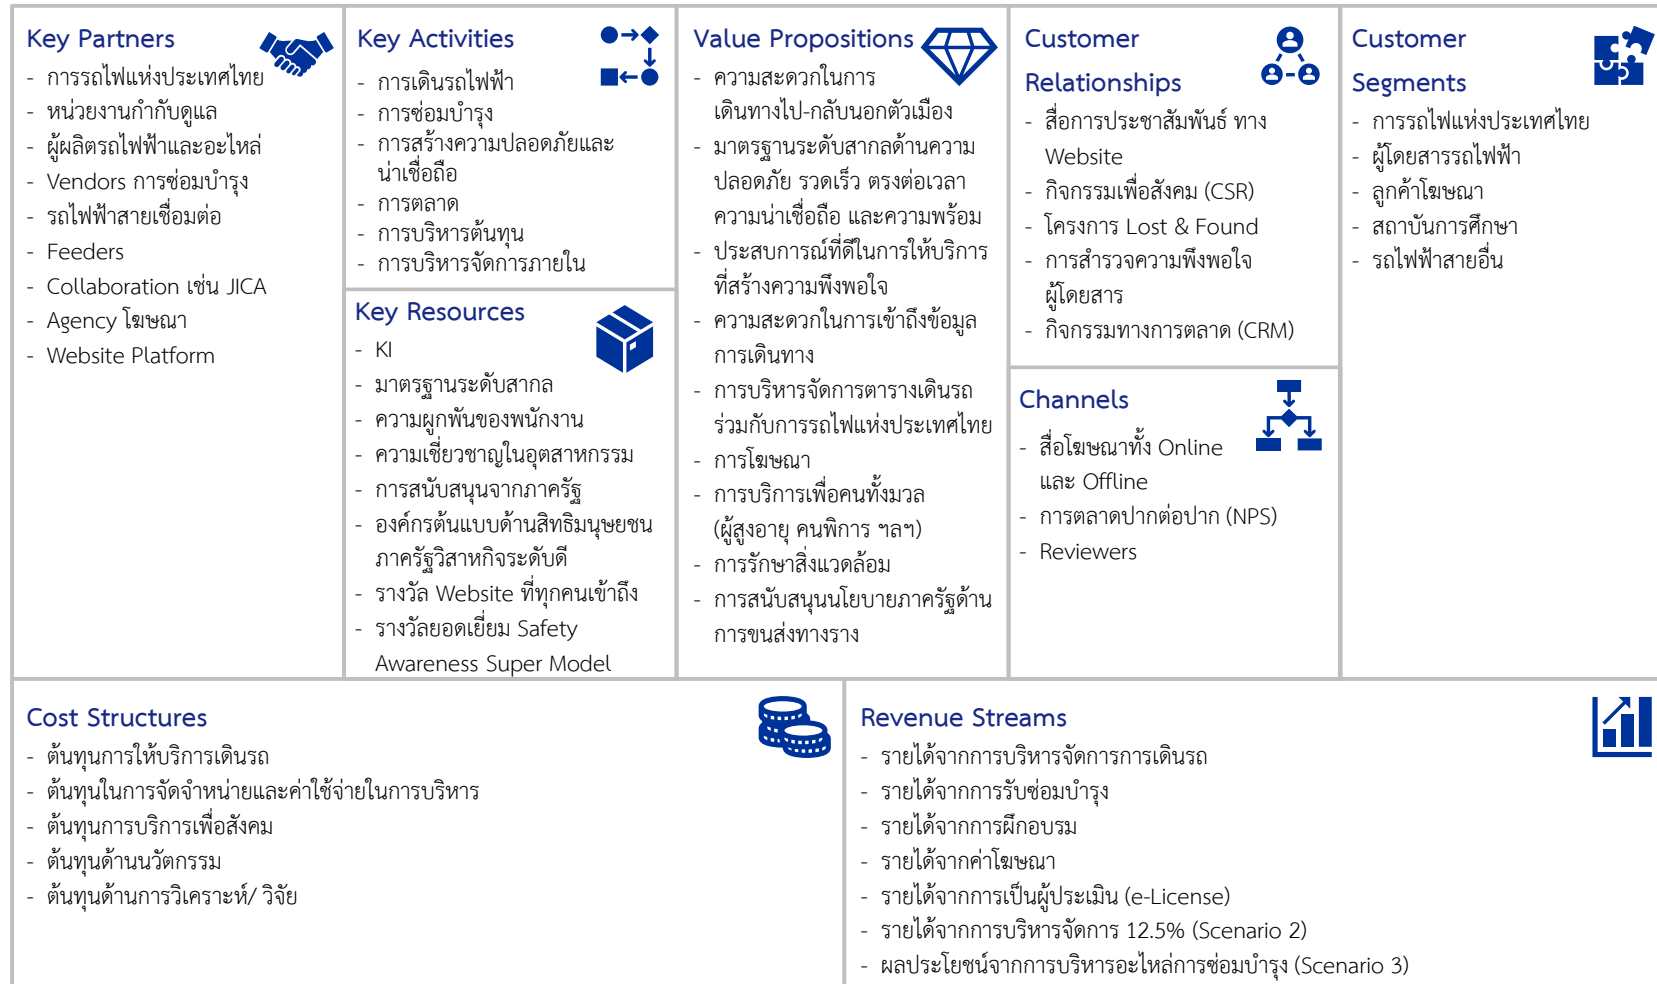 Key Partners
- การรถไฟแห่งประเทศไทย
- หน่วยงานกำกับดูแล
- ผู้ผลิตรถไฟฟ้าและอะไหล่
- Vendors การซ่อมบำรุง
- รถไฟฟ้าสายเชื่อมต่อ
- Feeders
- Collaboration เช่น JICA
- Agency โฆษณา
- Website Platform
Key Activities
- การเดินรถไฟฟ้า
- การซ่อมบำรุง
- การสร้างความปลอดภัยและ
น่าเชื่อถือ
- การตลาด
- การบริหารต้นทุน
- การบริหารจัดการภายใน
Key Resources
- KI
- มาตรฐานระดับสากล
- ความผูกพันของพนักงาน
- ความเชี่ยวชาญในอุตสาหกรรม
- การสนับสนุนจากภาครัฐ
- องค์กรต้นแบบด้านสิทธิมนุษยชน
ภาครัฐวิสาหกิจระดับดี
- รางวัล Website ที่ทุกคนเข้าถึง
- รางวัลยอดเยี่ยม Safety
Awareness Super Model
Value Propositions
- ความสะดวกในการ
เดินทางไป-กลับนอกตัวเมือง
- มาตรฐานระดับสากลด้านความ
ปลอดภัย รวดเร็ว ตรงต่อเวลา
ความน่าเชื่อถือ และความพร้อม
- ประสบการณ์ที่ดีในการให้บริการ
ที่สร้างความพึงพอใจ
- ความสะดวกในการเข้าถึงข้อมูล
การเดินทาง
- การบริหารจัดการตารางเดินรถ
ร่วมกับการรถไฟแห่งประเทศไทย
- การโฆษณา
- การบริการเพื่อคนทั้งมวล
(ผู้สูงอายุ คนพิการ ฯลฯ)
- การรักษาสิ่งแวดล้อม
- การสนับสนุนนโยบายภาครัฐด้าน
การขนส่งทางราง
Customer
Relationships
- สื่อการประชาสัมพันธ์ ทาง
Website
- กิจกรรมเพื่อสังคม (CSR)
- โครงการ Lost & Found
- การสำรวจความพึงพอใจ
ผู้โดยสาร
- กิจกรรมทางการตลาด (CRM)
Channels
- สื่อโฆษณาทั้ง Online
และ Offline
- การตลาดปากต่อปาก (NPS)
- Reviewers
Customer
Segments
- การรถไฟแห่งประเทศไทย
- ผู้โดยสารรถไฟฟ้า
- ลูกค้าโฆษณา
- สถาบันการศึกษา
- รถไฟฟ้าสายอื่น
Cost Structures
- ต้นทุนการให้บริการเดินรถ
- ต้นทุนในการจัดจำหน่ายและค่าใช้จ่ายในการบริหาร
- ต้นทุนการบริการเพื่อสังคม
- ต้นทุนด้านนวัตกรรม
- ต้นทุนด้านการวิเคราะห์/ วิจัย
Revenue Streams
- รายได้จากการบริหารจัดการการเดินรถ
- รายได้จากการรับซ่อมบำรุง
- รายได้จากการฝึกอบรม
- รายได้จากค่าโฆษณา
- รายได้จากการเป็นผู้ประเมิน (e-License)
- รายได้จากการบริหารจัดการ 12.5% (Scenario 2)
- ผลประโยชน์จากการบริหารอะไหล่การซ่อมบำรุง (Scenario 3)